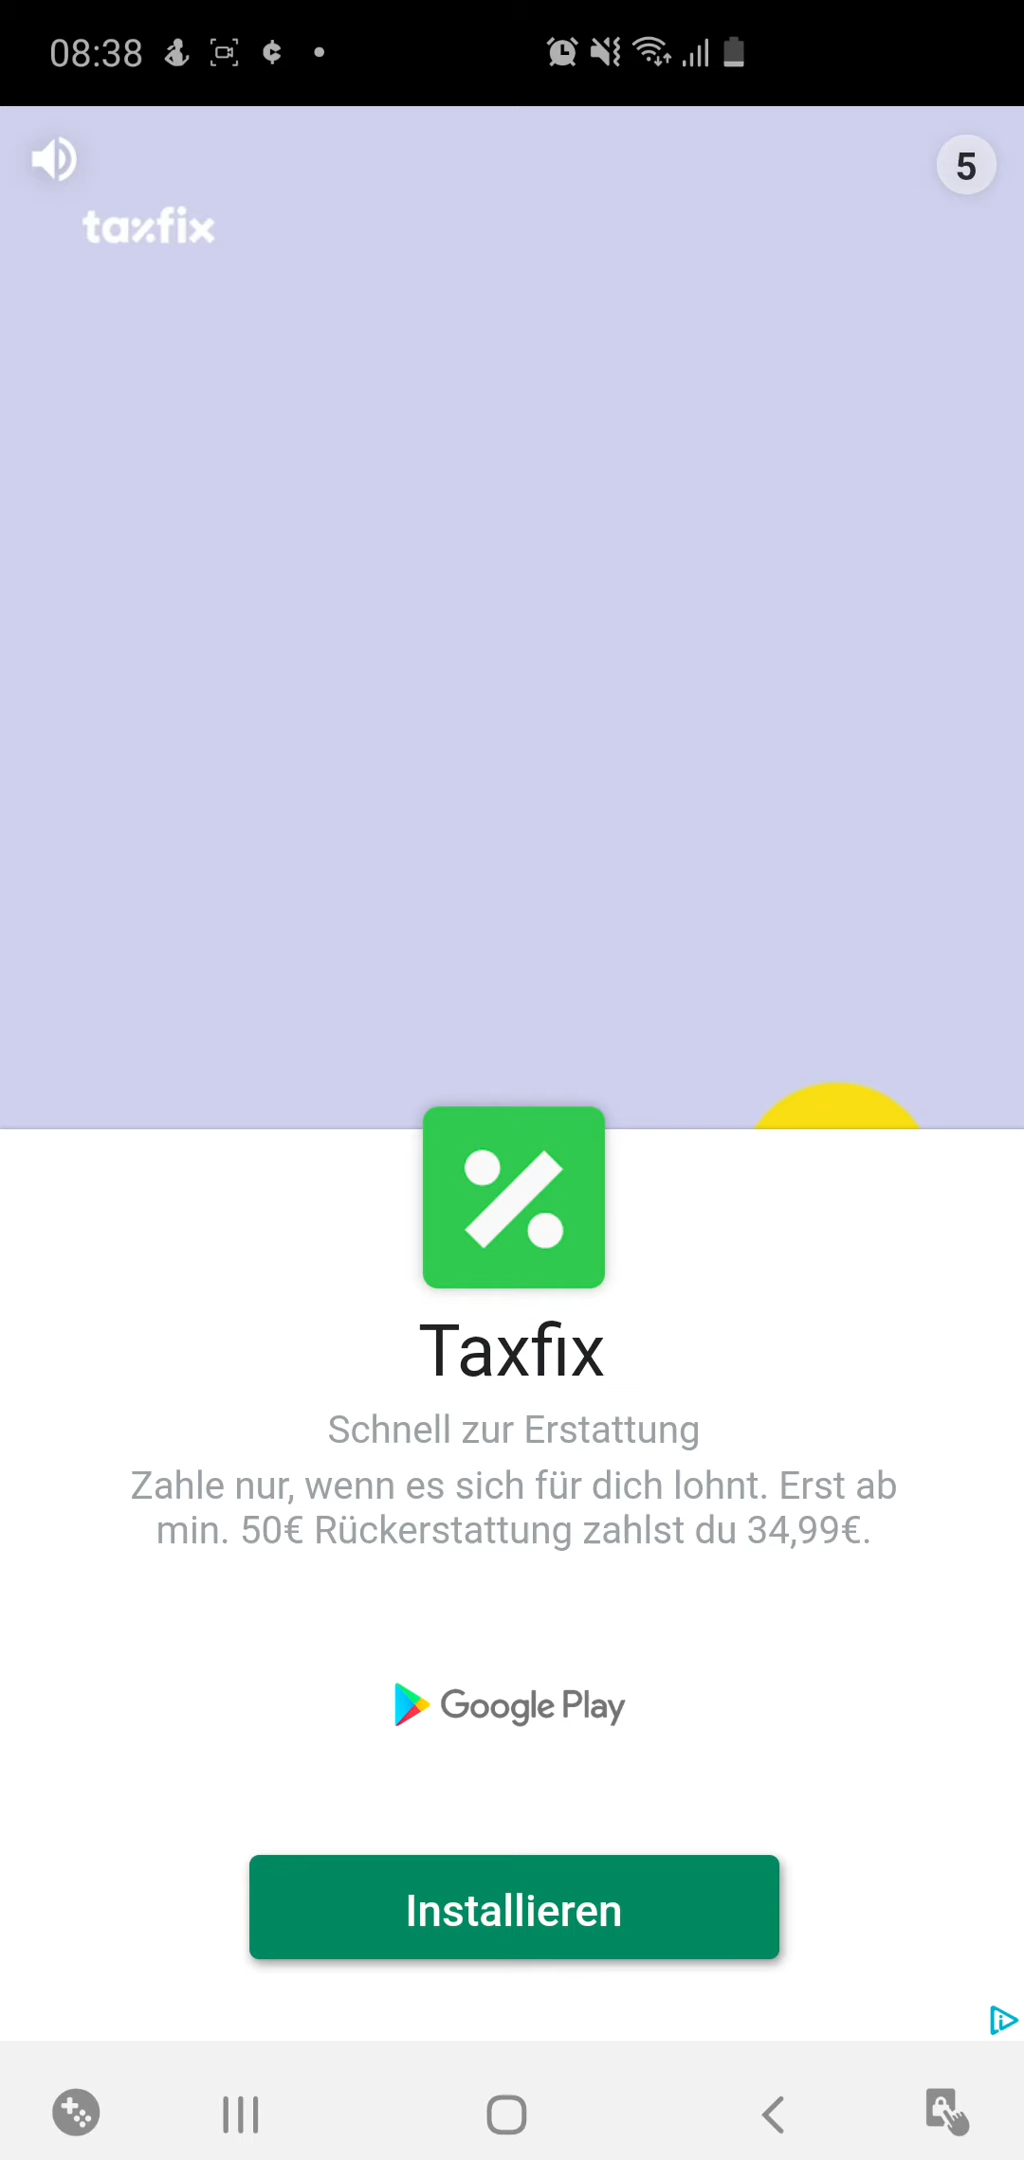 08:38
5
taxfix
Taxfix
Schnell zur Erstattung
Zahle nur, wenn es sich für dich lohnt. Erst ab
min. 50€ Rückerstattung zahlst du 34,99€.
Google Play
Installieren